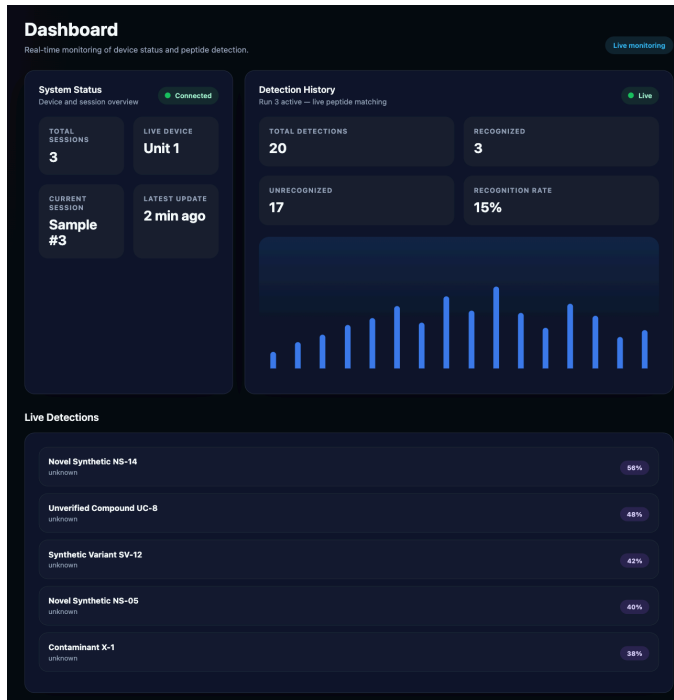 Dashboard
Real-time monitoring of device status and peptide detection.
Live monitoring
System Status
Device and session overview
Connected
TOTAL
SESSIONS
3
LIVE DEVICE
Unit 1
CURRENT
SESSION
Sample
#3
LATEST UPDATE
2 min ago
Detection History
Run 3 active — live peptide matching
Live
TOTAL DETECTIONS
20
RECOGNIZED
3
UNRECOGNIZED
17
RECOGNITION RATE
15%
Live Detections
Novel Synthetic NS-14
unknown
56%
Unverified Compound UC-8
unknown
48%
Synthetic Variant SV-12
unknown
42%
Novel Synthetic NS-05
unknown
40%
Contaminant X-1
unknown
38%